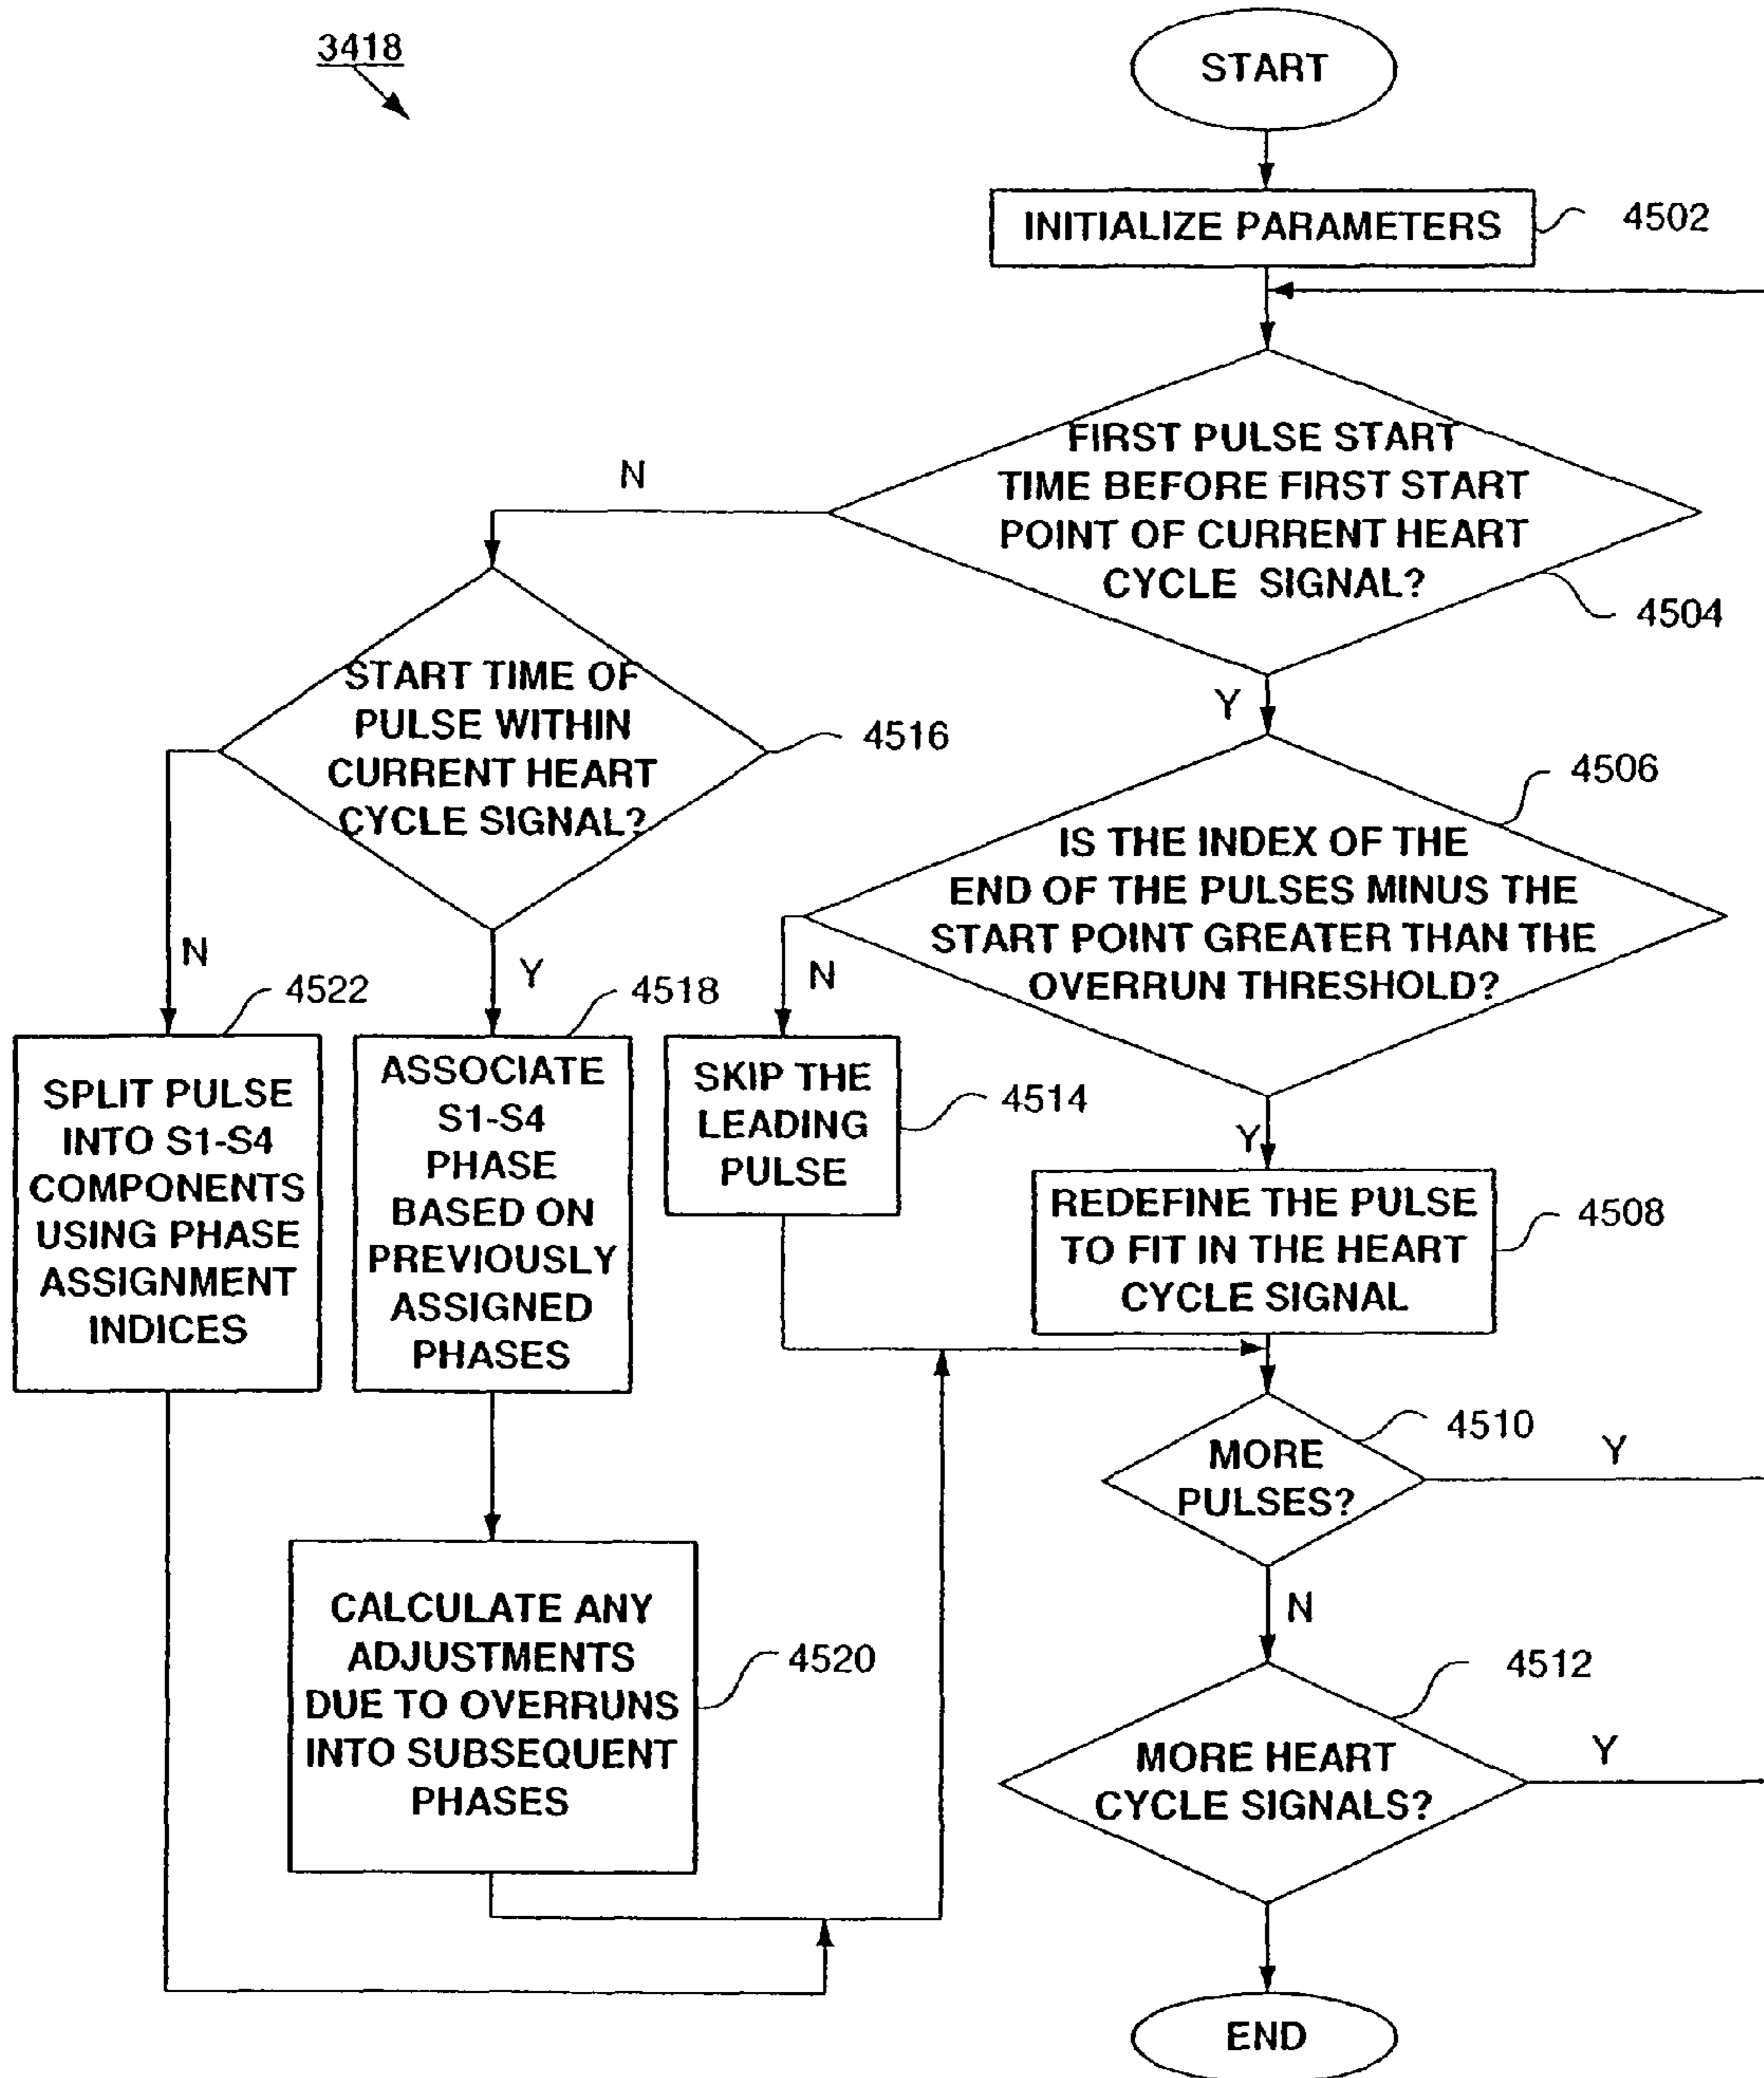 3418
START
INITIALIZE PARAMETERS
4502
FIRST PULSE START
TIME BEFORE FIRST START
POINT OF CURRENT HEART
CYCLE SIGNAL?
4504
N
Y
START TIME OF
PULSE WITHIN
CURRENT HEART
CYCLE SIGNAL?
4516
N
Y
IS THE INDEX OF THE
END OF THE PULSES MINUS THE
START POINT GREATER THAN THE
OVERRUN THRESHOLD?
4506
N
Y
SPLIT PULSE
INTO S1-S4
COMPONENTS
USING PHASE
ASSIGNMENT
INDICES
4522
ASSOCIATE
S1-S4
PHASE
BASED ON
PREVIOUSLY
ASSIGNED
PHASES
4518
SKIP THE
LEADING
PULSE
4514
REDEFINE THE PULSE
TO FIT IN THE HEART
CYCLE SIGNAL
4508
MORE
PULSES?
4510
Y
N
CALCULATE ANY
ADJUSTMENTS
DUE TO OVERRUNS
INTO SUBSEQUENT
PHASES
4520
MORE HEART
CYCLE SIGNALS?
4512
Y
END